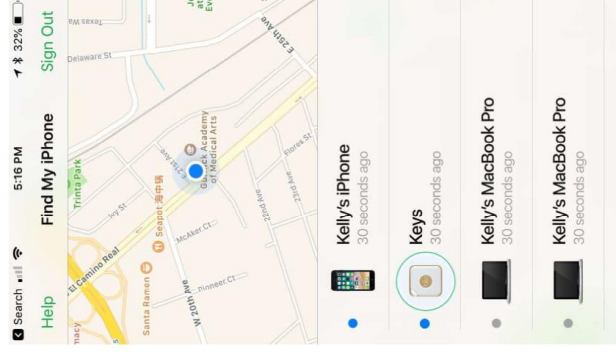 Search 5:16 PM 32%
Help Find My iPhone Sign Out
Texas Way
Delaware St
E 25th Ave
Trinta Park
Ivy St
E 21st Ave
Academy
of Medical Arts
Flores St
El Camino Real
Seapot 海中锅
McAker Ct
22nd Ave
23rd Ave
Santa Ramen
Pioneer Ct
W 20th Ave
Kelly's iPhone
30 seconds ago
Keys
30 seconds ago
Kelly's MacBook Pro
30 seconds ago
Kelly's MacBook Pro
30 seconds ago